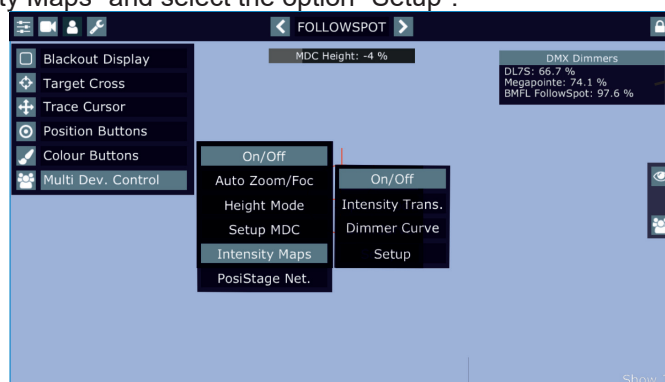 ty Maps" and select the option "Setup".
FOLLOWSPOT
Blackout Display
Target Cross
Trace Cursor
Position Buttons
Colour Buttons
Multi Dev. Control
MDC Height: -4 %
DMX Dimmers
DL7S: 66.7 %
Megapointe: 74.1 %
BMFL FollowSpot: 97.6 %
On/Off
Auto Zoom/Foc
Height Mode
Setup MDC
Intensity Maps
PosiStage Net.
On/Off
Intensity Trans.
Dimmer Curve
Setup
Show